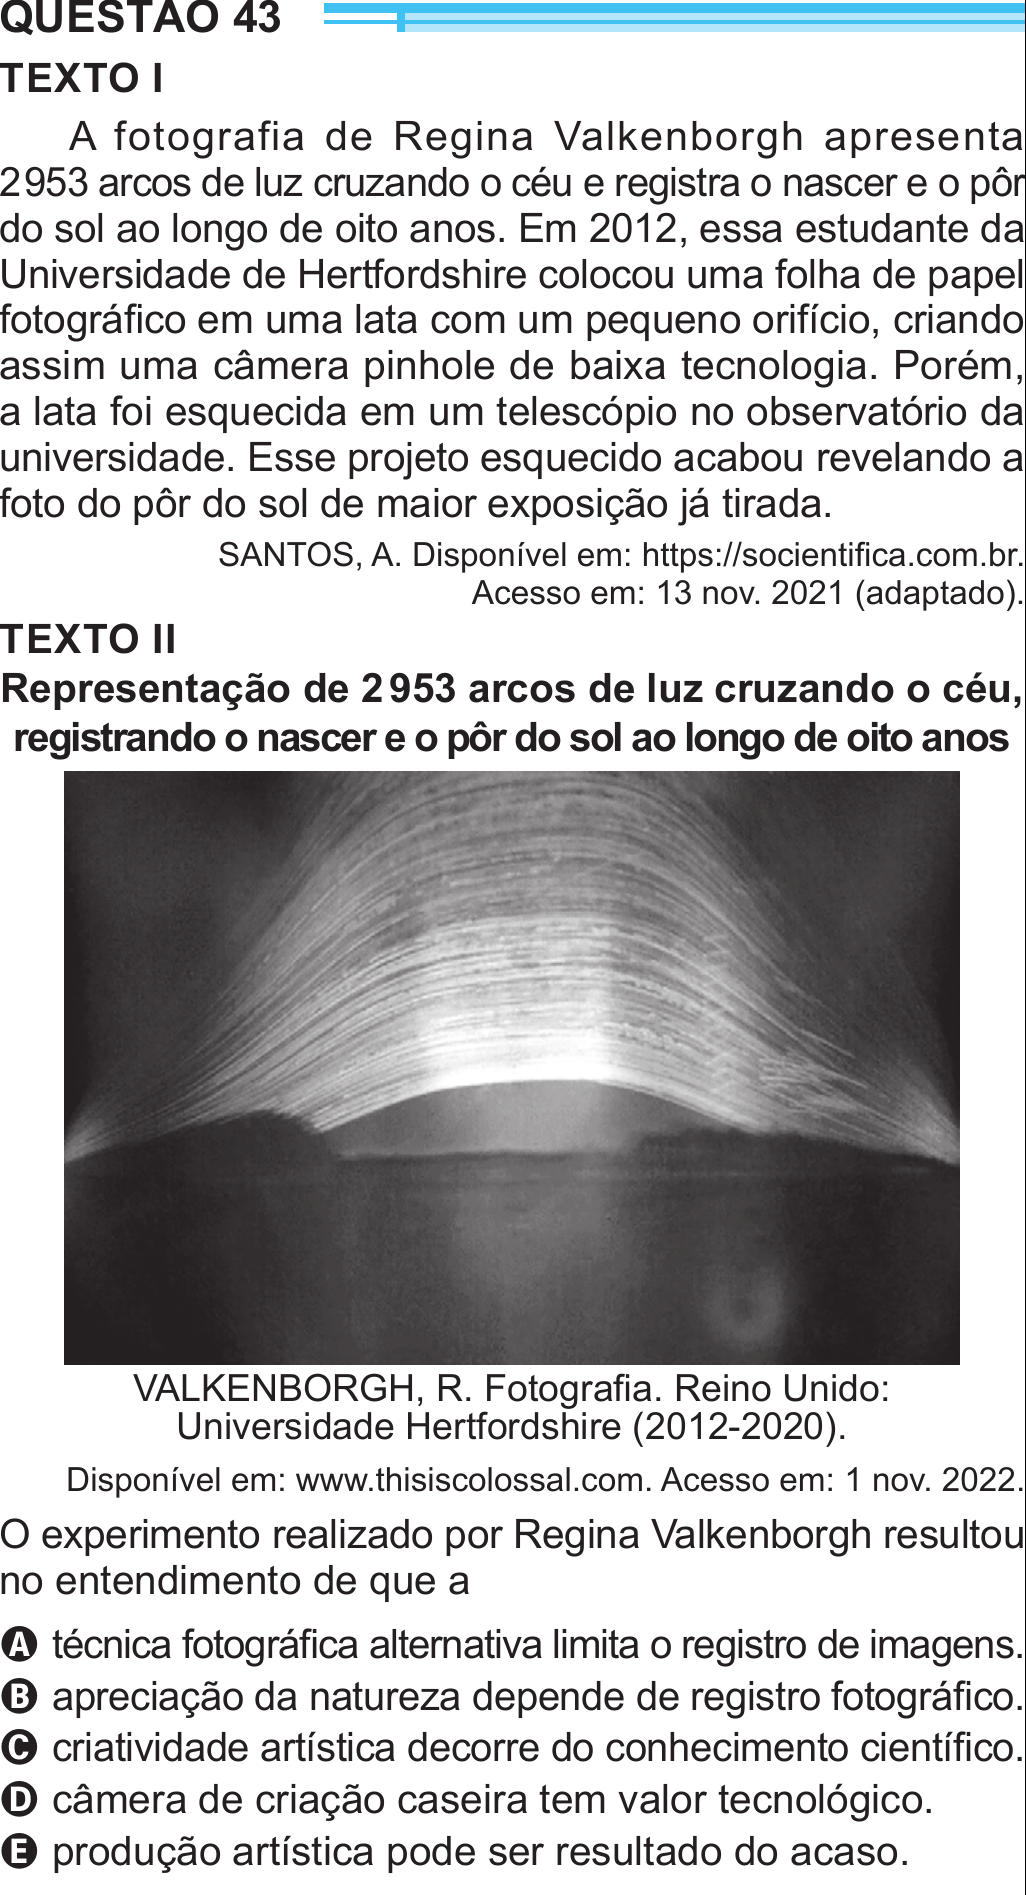 QUESTÃO 43
TEXTO I
A fotografia de Regina Valkenborgh apresenta
2 953 arcos de luz cruzando o céu e registra o nascer e o pôr
do sol ao longo de oito anos. Em 2012, essa estudante da
Universidade de Hertfordshire colocou uma folha de papel
fotográfico em uma lata com um pequeno orifício, criando
assim uma câmera pinhole de baixa tecnologia. Porém,
a lata foi esquecida em um telescópio no observatório da
universidade. Esse projeto esquecido acabou revelando a
foto do pôr do sol de maior exposição já tirada.
SANTOS, A. Disponível em: https://socientifica.com.br.
Acesso em: 13 nov. 2021 (adaptado).
TEXTO II
Representação de 2 953 arcos de luz cruzando o céu,
registrando o nascer e o pôr do sol ao longo de oito anos
VALKENBORGH, R. Fotografia. Reino Unido:
Universidade Hertfordshire (2012-2020).
Disponível em: www.thisiscolossal.com. Acesso em: 1 nov. 2022.
O experimento realizado por Regina Valkenborgh resultou
no entendimento de que a
A técnica fotográfica alternativa limita o registro de imagens.
B apreciação da natureza depende de registro fotográfico.
C criatividade artística decorre do conhecimento científico.
D câmera de criação caseira tem valor tecnológico.
E produção artística pode ser resultado do acaso.